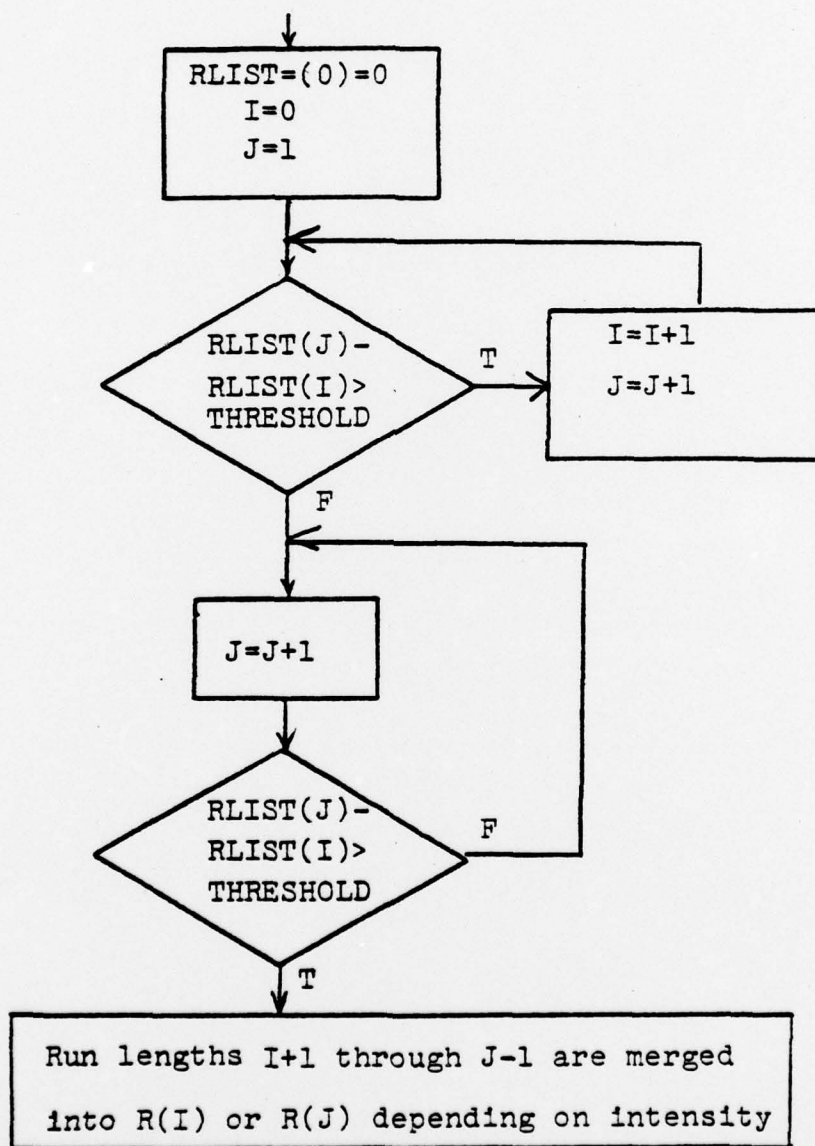 RLIST=(0)=0
I=0
J=1
RLIST(J)-
RLIST(I)>
THRESHOLD
T
I=I+1
J=J+1
F
J=J+1
RLIST(J)-
RLIST(I)>
THRESHOLD
F
T
Run lengths I+1 through J-1 are merged
into R(I) or R(J) depending on intensity